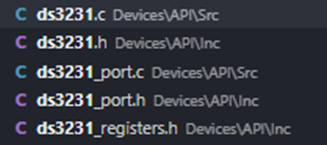 C ds3231.c Devices\API\Src
C ds3231.h Devices\API\Inc
C ds3231_port.c Devices\API\Src
C ds3231_port.h Devices\API\Inc
C ds3231_registers.h Devices\API\Inc